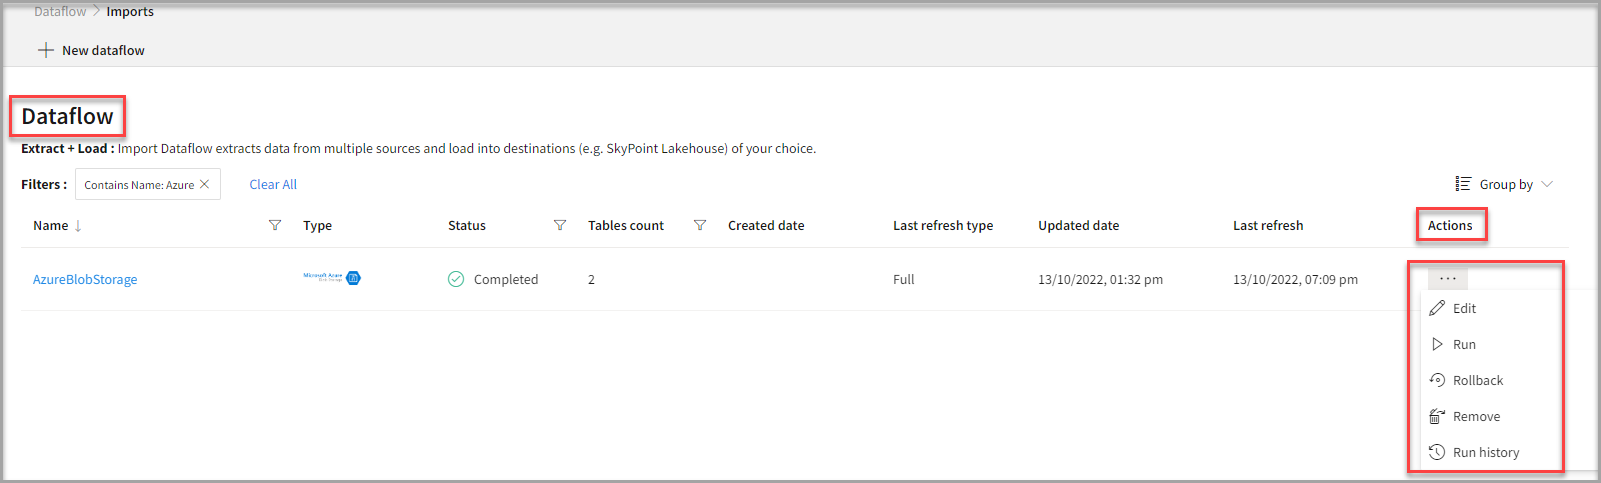 Dataflow > Imports
+ New dataflow
Dataflow
Extract + Load : Import Dataflow extracts data from multiple sources and load into destinations (e.g. SkyPoint Lakehouse) of your choice.
Filters : Contains Name: Azure × Clear All Group by
Name ↓ Type Status Tables count Created date Last refresh type Updated date Last refresh Actions
AzureBlobStorage Microsoft Azure Completed 2 Full 13/10/2022, 01:32 pm 13/10/2022, 07:09 pm ...
Edit
Run
Rollback
Remove
Run history